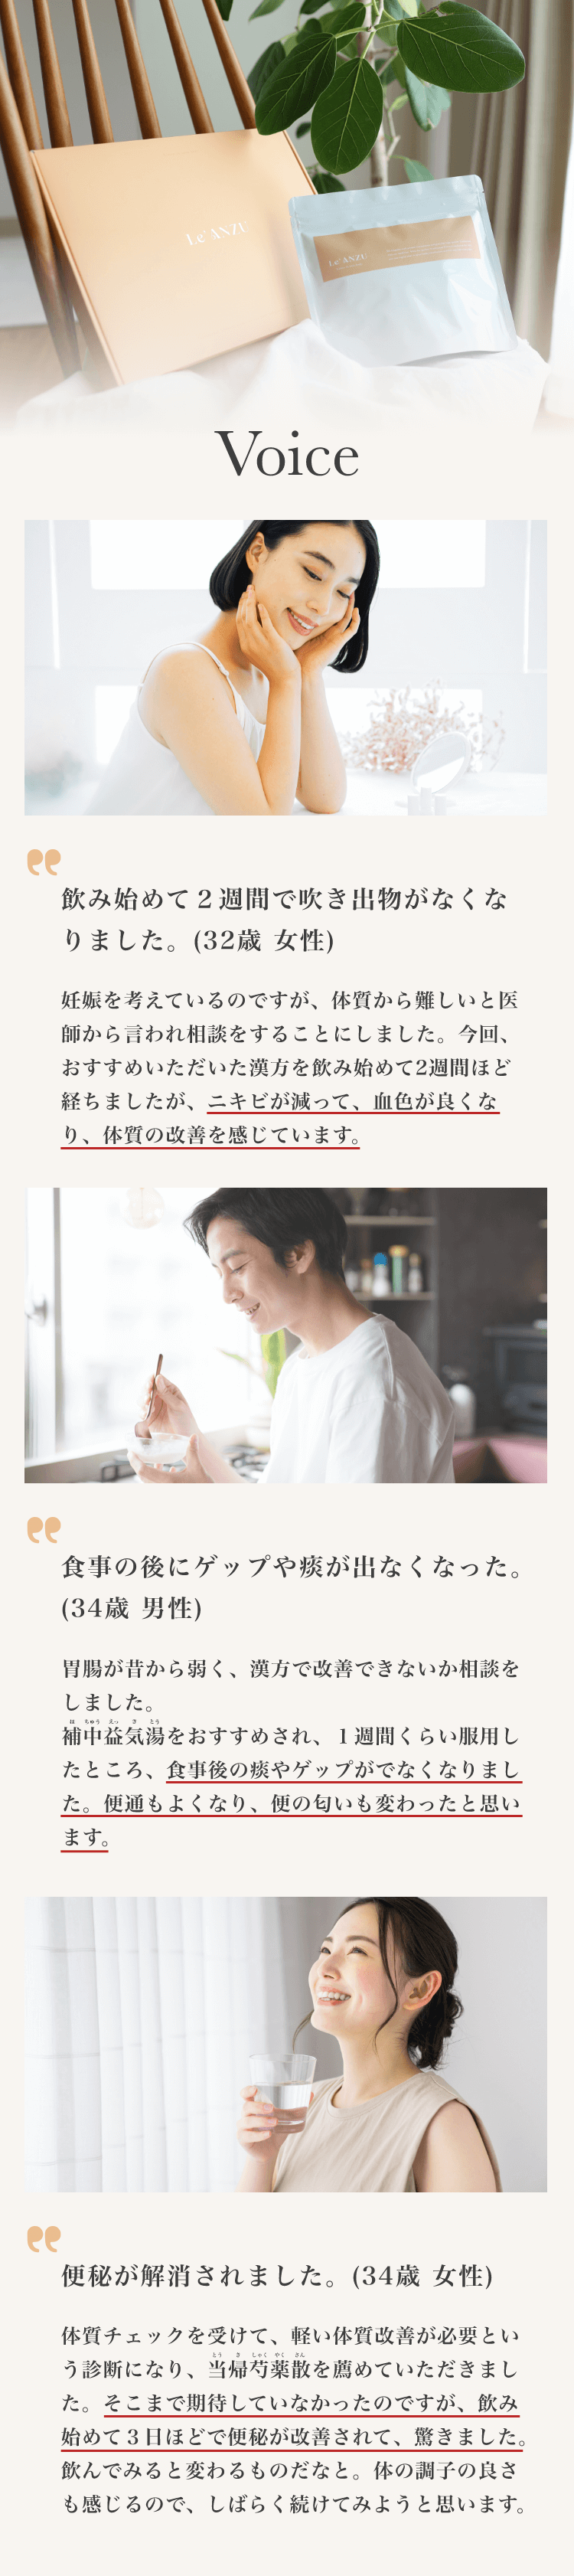 Le' ANZU
Le' ANZU
Voice
飲み始めて２週間で吹き出物がなくな
りました。(32歳 女性)
妊娠を考えているのですが、体質から難しいと医
師から言われ相談をすることにしました。今回、
おすすめいただいた漢方を飲み始めて2週間ほど
経ちましたが、ニキビが減って、血色が良くな
り、体質の改善を感じています。
食事の後にゲップや痰が出なくなった。
(34歳 男性)
胃腸が昔から弱く、漢方で改善できないか相談を
しました。
ほ ちゅう えっ き とう
補中益気湯をおすすめされ、１週間くらい服用し
たところ、食事後の痰やゲップがでなくなりまし
た。便通もよくなり、便の匂いも変わったと思い
ます。
便秘が解消されました。(34歳 女性)
体質チェックを受けて、軽い体質改善が必要とい
とう き しゃく やく さん
う診断になり、当帰芍薬散を薦めていただきまし
た。そこまで期待していなかったのですが、飲み
始めて３日ほどで便秘が改善されて、驚きました。
飲んでみると変わるものだなと。体の調子の良さ
も感じるので、しばらく続けてみようと思います。